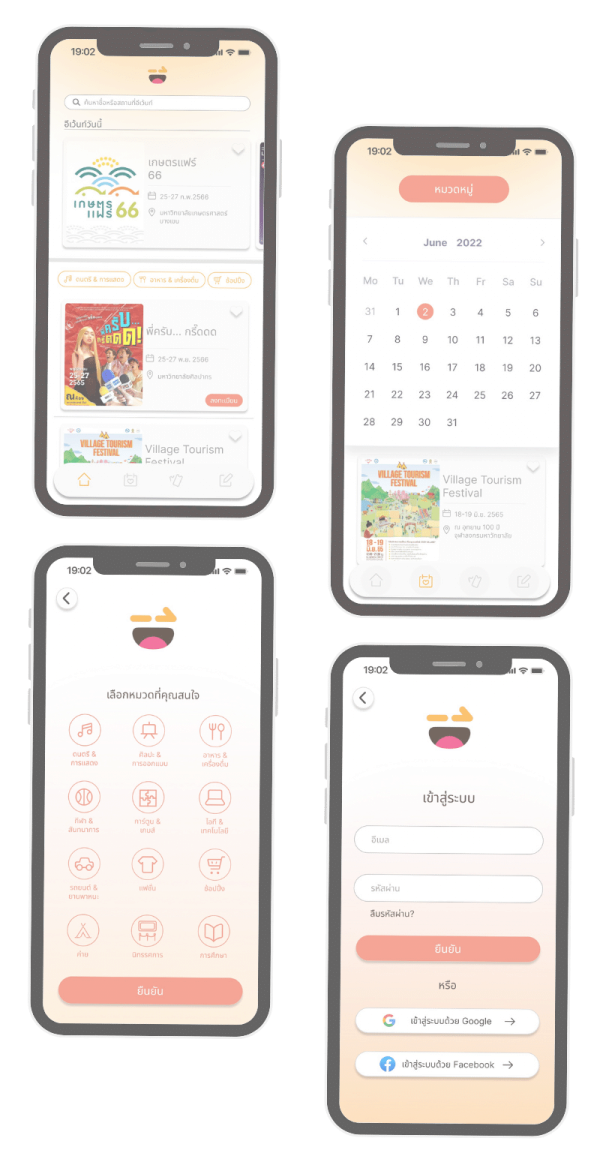 19:02
ค้นหาชื่อหรือสถานที่อีเว้นท์
อีเว้นท์วันนี้
เกษตร
แฟร์ 66
เกษตรแฟร์
66
25-27 ก.พ.2566
มหาวิทยาลัยเกษตรศาสตร์
บางเขน
ดนตรี & การแสดง
อาหาร & เครื่องดื่ม
ช้อปปิ้ง
พี่ครับ... กรี๊ดดด
25-27 พ.ย. 2566
มหาวิทยาลัยศิลปากร
ลงทะเบียน
25-27
2565
VILLAGE TOURISM
FESTIVAL
Village Tourism
Festival
19:02
หมวดหมู่
June 2022
Mo Tu We Th Fr Sa Su
31 1 2 3 4 5 6
7 8 9 10 11 12 13
14 15 16 17 18 19 20
21 22 23 24 25 26 27
28 29 30 31
VILLAGE TOURISM
FESTIVAL
18-19
มิ.ย. 65
Village Tourism
Festival
18-19 มิ.ย. 2565
ณ อุทยาน 100 ปี
จุฬาลงกรณมหาวิทยาลัย
19:02
เลือกหมวดที่คุณสนใจ
ดนตรี &
การแสดง
ศิลปะ &
การออกแบบ
อาหาร &
เครื่องดื่ม
กีฬา &
สันทนาการ
การ์ตูน &
เกมส์
ไอที &
เทคโนโลยี
รถยนต์ &
ยานพาหนะ
แฟชั่น
ช้อปปิ้ง
ค่าย
นิทรรศการ
การศึกษา
ยืนยัน
19:02
เข้าสู่ระบบ
อีเมล
รหัสผ่าน
ลืมรหัสผ่าน?
ยืนยัน
หรือ
เข้าสู่ระบบด้วย Google
เข้าสู่ระบบด้วย Facebook